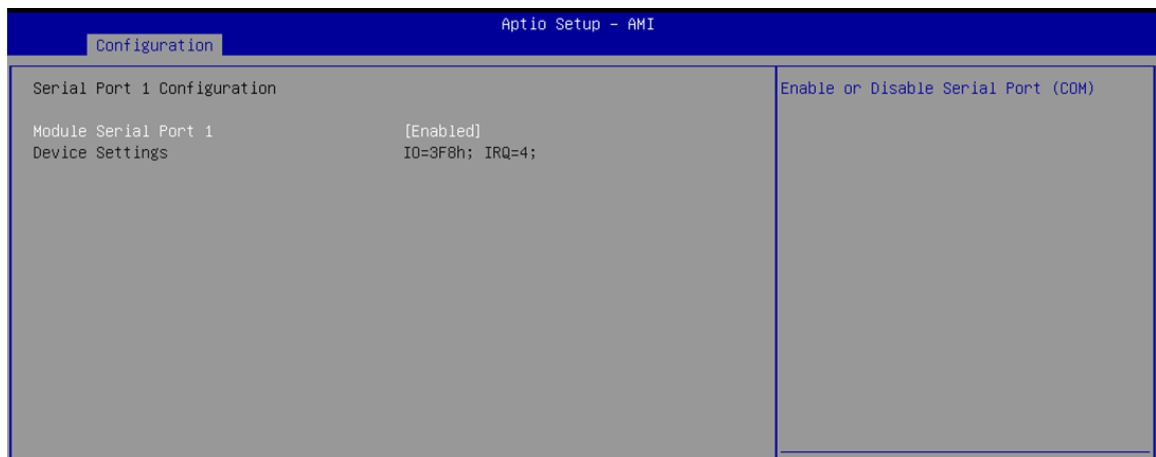 Aptio Setup – AMI
Configuration
Serial Port 1 Configuration
Enable or Disable Serial Port (COM)
Module Serial Port 1 [Enabled]
Device Settings IO=3F8h; IRQ=4;